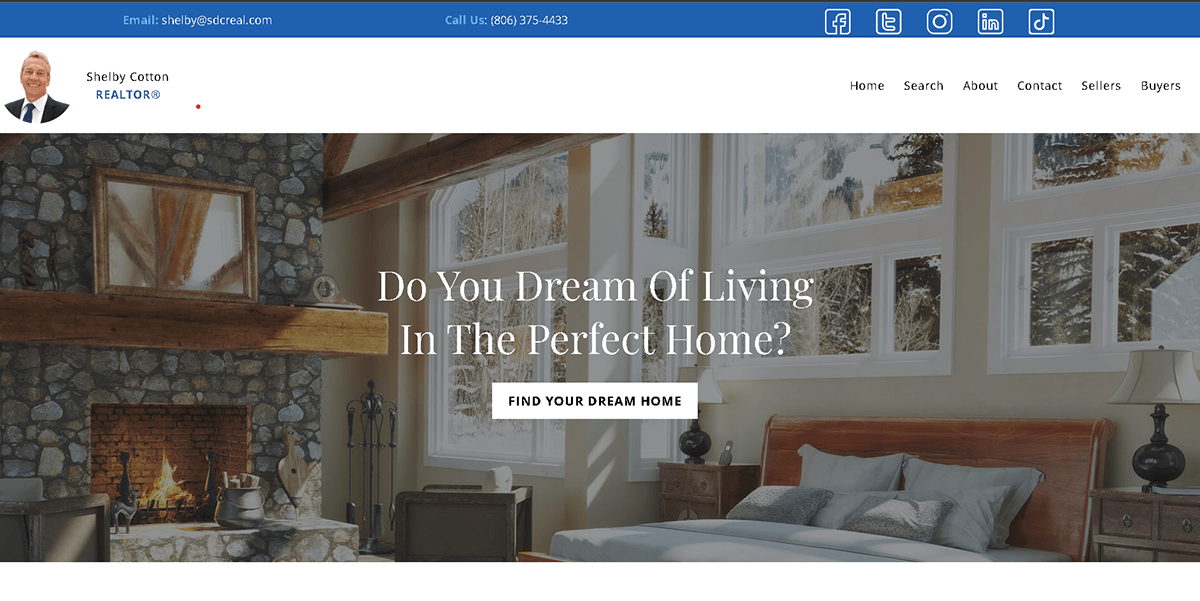 Email: shelby@sdcreal.com
Call Us: (806) 375-4433
Shelby Cotton
REALTOR®
Home Search About Contact Sellers Buyers
Do You Dream Of Living
In The Perfect Home?
FIND YOUR DREAM HOME